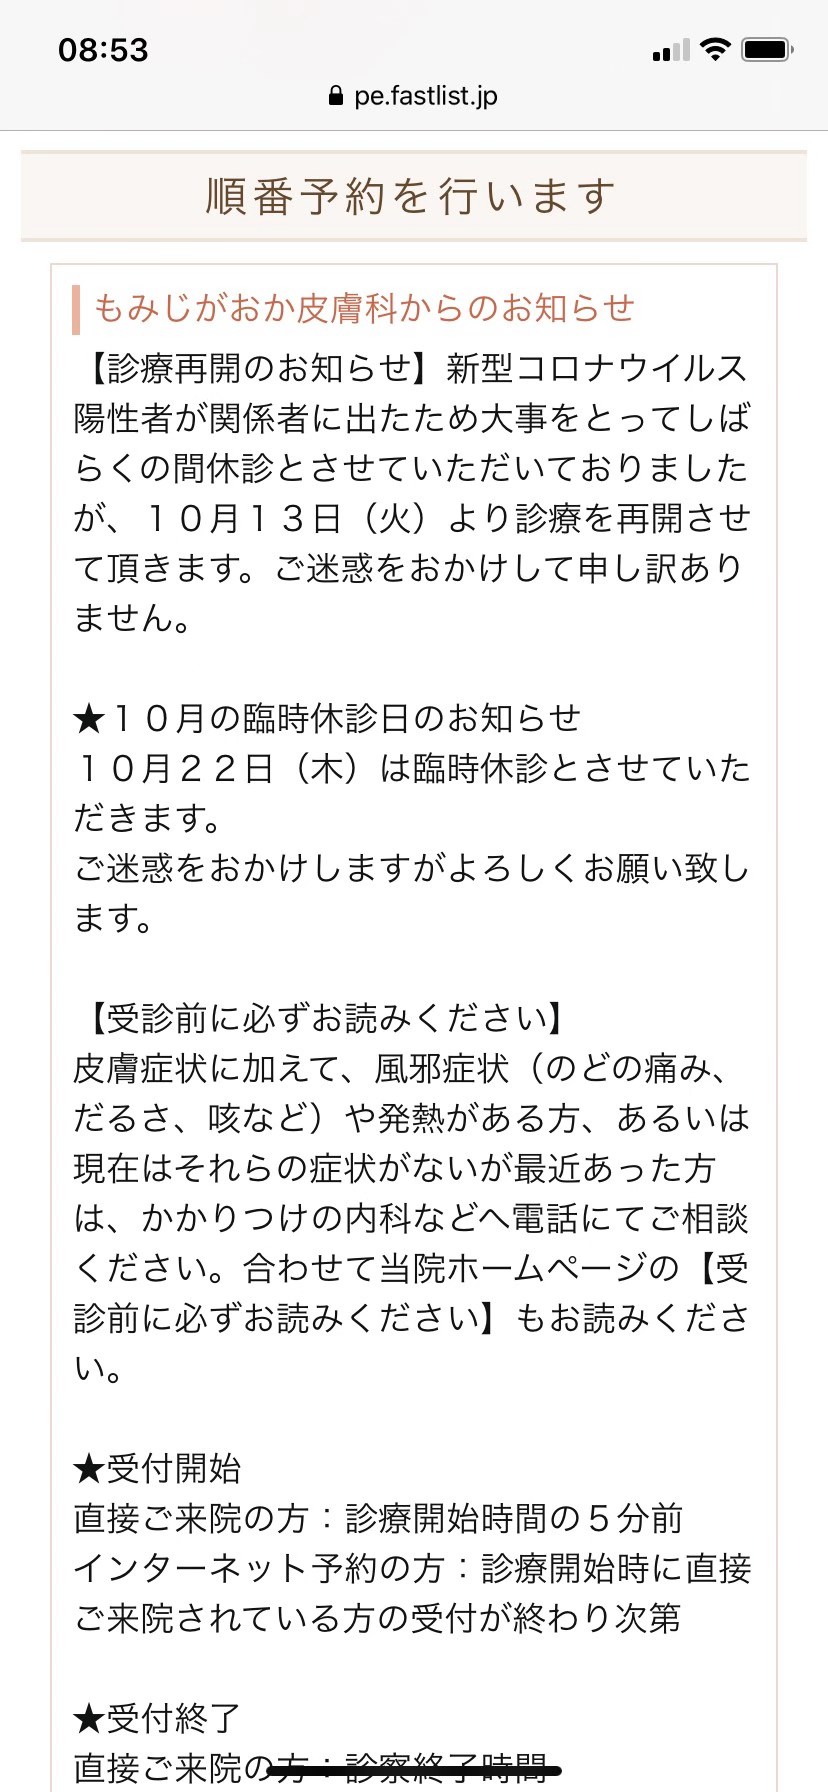 08:53
pe.fastlist.jp
順番予約を行います
もみじがおか皮膚科からのお知らせ
【診療再開のお知らせ】新型コロナウイルス
陽性者が関係者に出たため大事をとってしば
らくの間休診とさせていただいておりました
が、１０月１３日（火）より診療を再開させ
て頂きます。ご迷惑をおかけして申し訳あり
ません。
★１０月の臨時休診日のお知らせ
１０月２２日（木）は臨時休診とさせていた
だきます。
ご迷惑をおかけしますがよろしくお願い致し
ます。
【受診前に必ずお読みください】
皮膚症状に加えて、風邪症状（のどの痛み、
だるさ、咳など）や発熱がある方、あるいは
現在はそれらの症状がないが最近あった方
は、かかりつけの内科などへ電話にてご相談
ください。合わせて当院ホームページの【受
診前に必ずお読みください】もお読みくださ
い。
★受付開始
直接ご来院の方：診療開始時間の５分前
インターネット予約の方：診療開始時に直接
ご来院されている方の受付が終わり次第
★受付終了
直接ご来院の方：診察終了時間